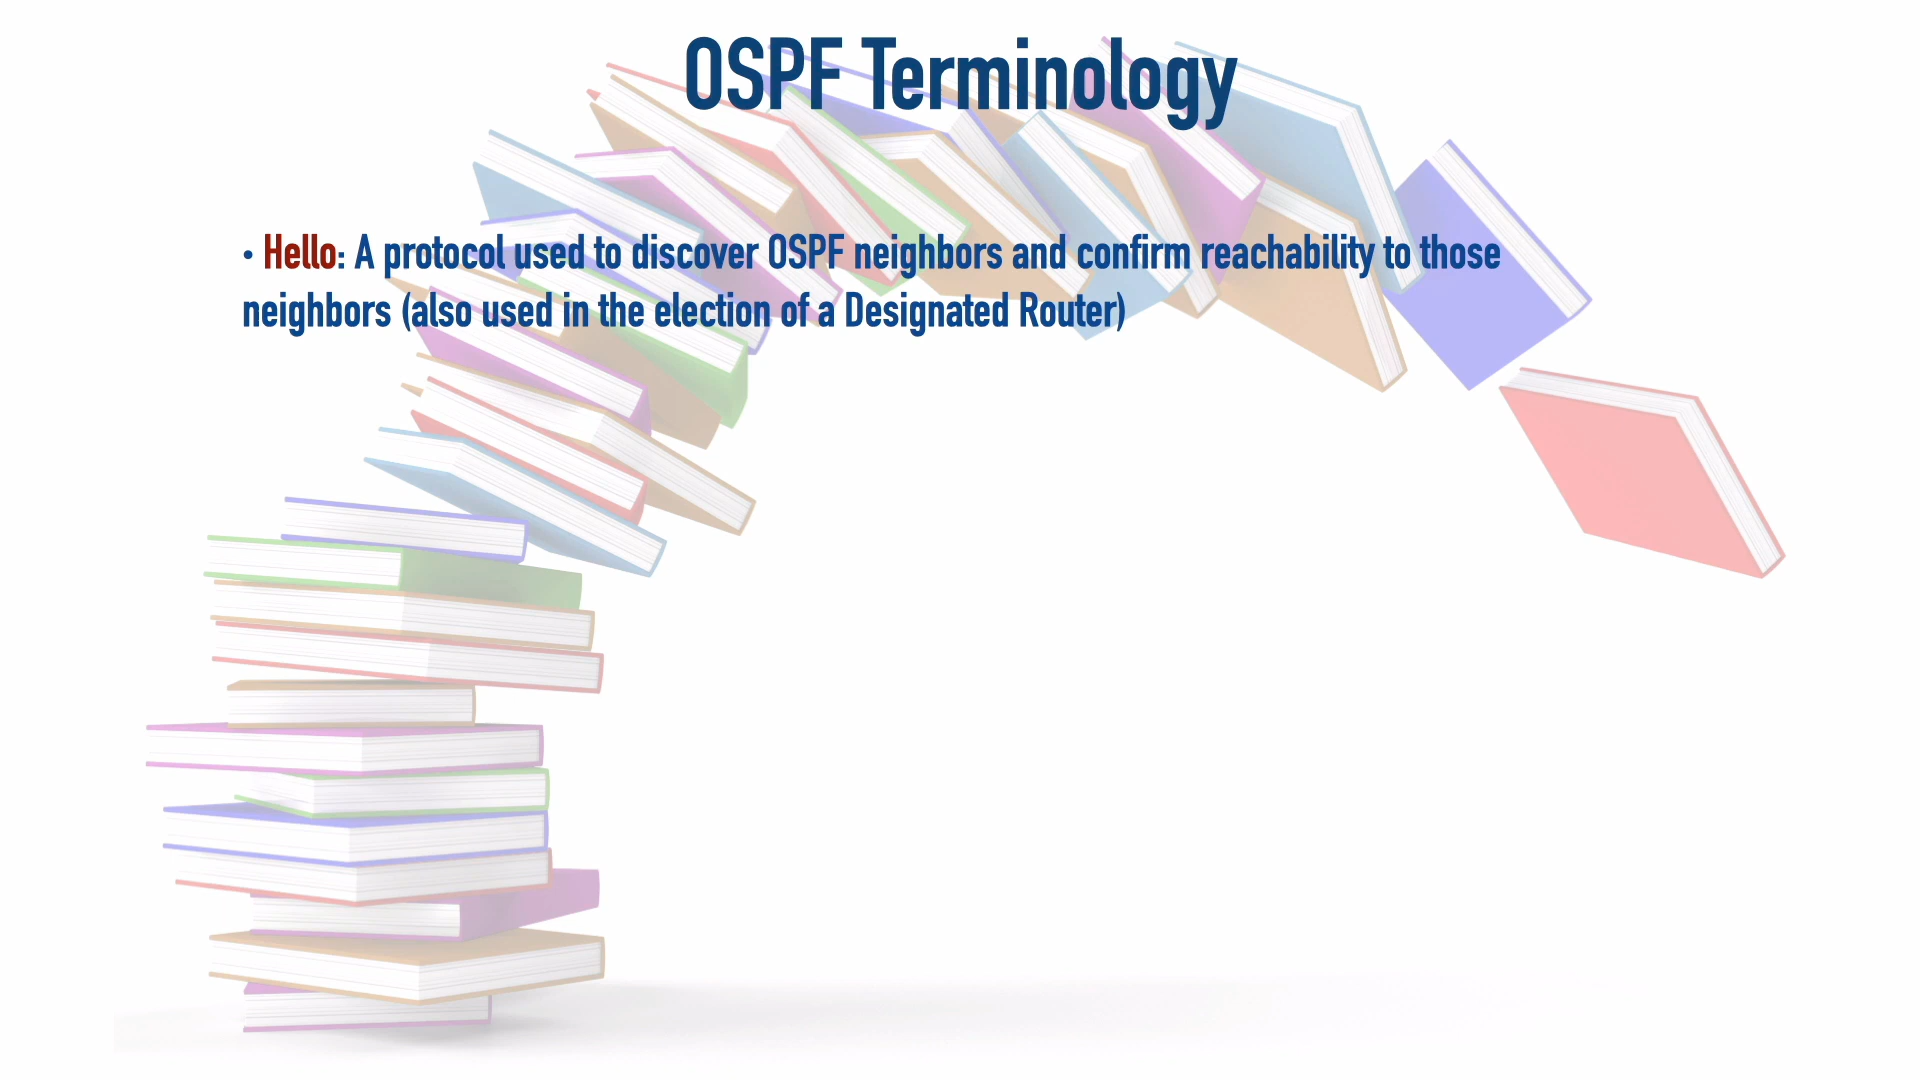 OSPF Terminology
• Hello: A protocol used to discover OSPF neighbors and confirm reachability to those
neighbors (also used in the election of a Designated Router)